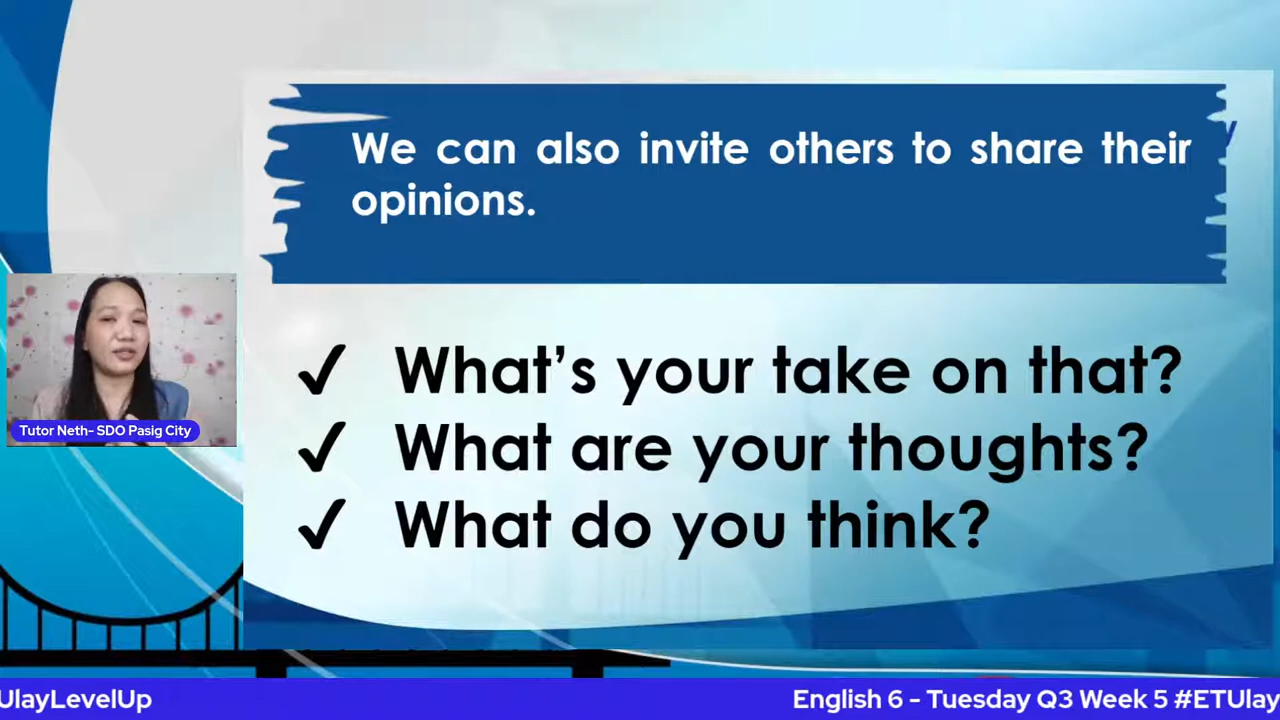 We can also invite others to share their
opinions.
✓ What's your take on that?
✓ What are your thoughts?
✓ What do you think?
Tutor Neth- SDO Pasig City
UlayLevelUp
English 6 - Tuesday Q3 Week 5 #ETUlay